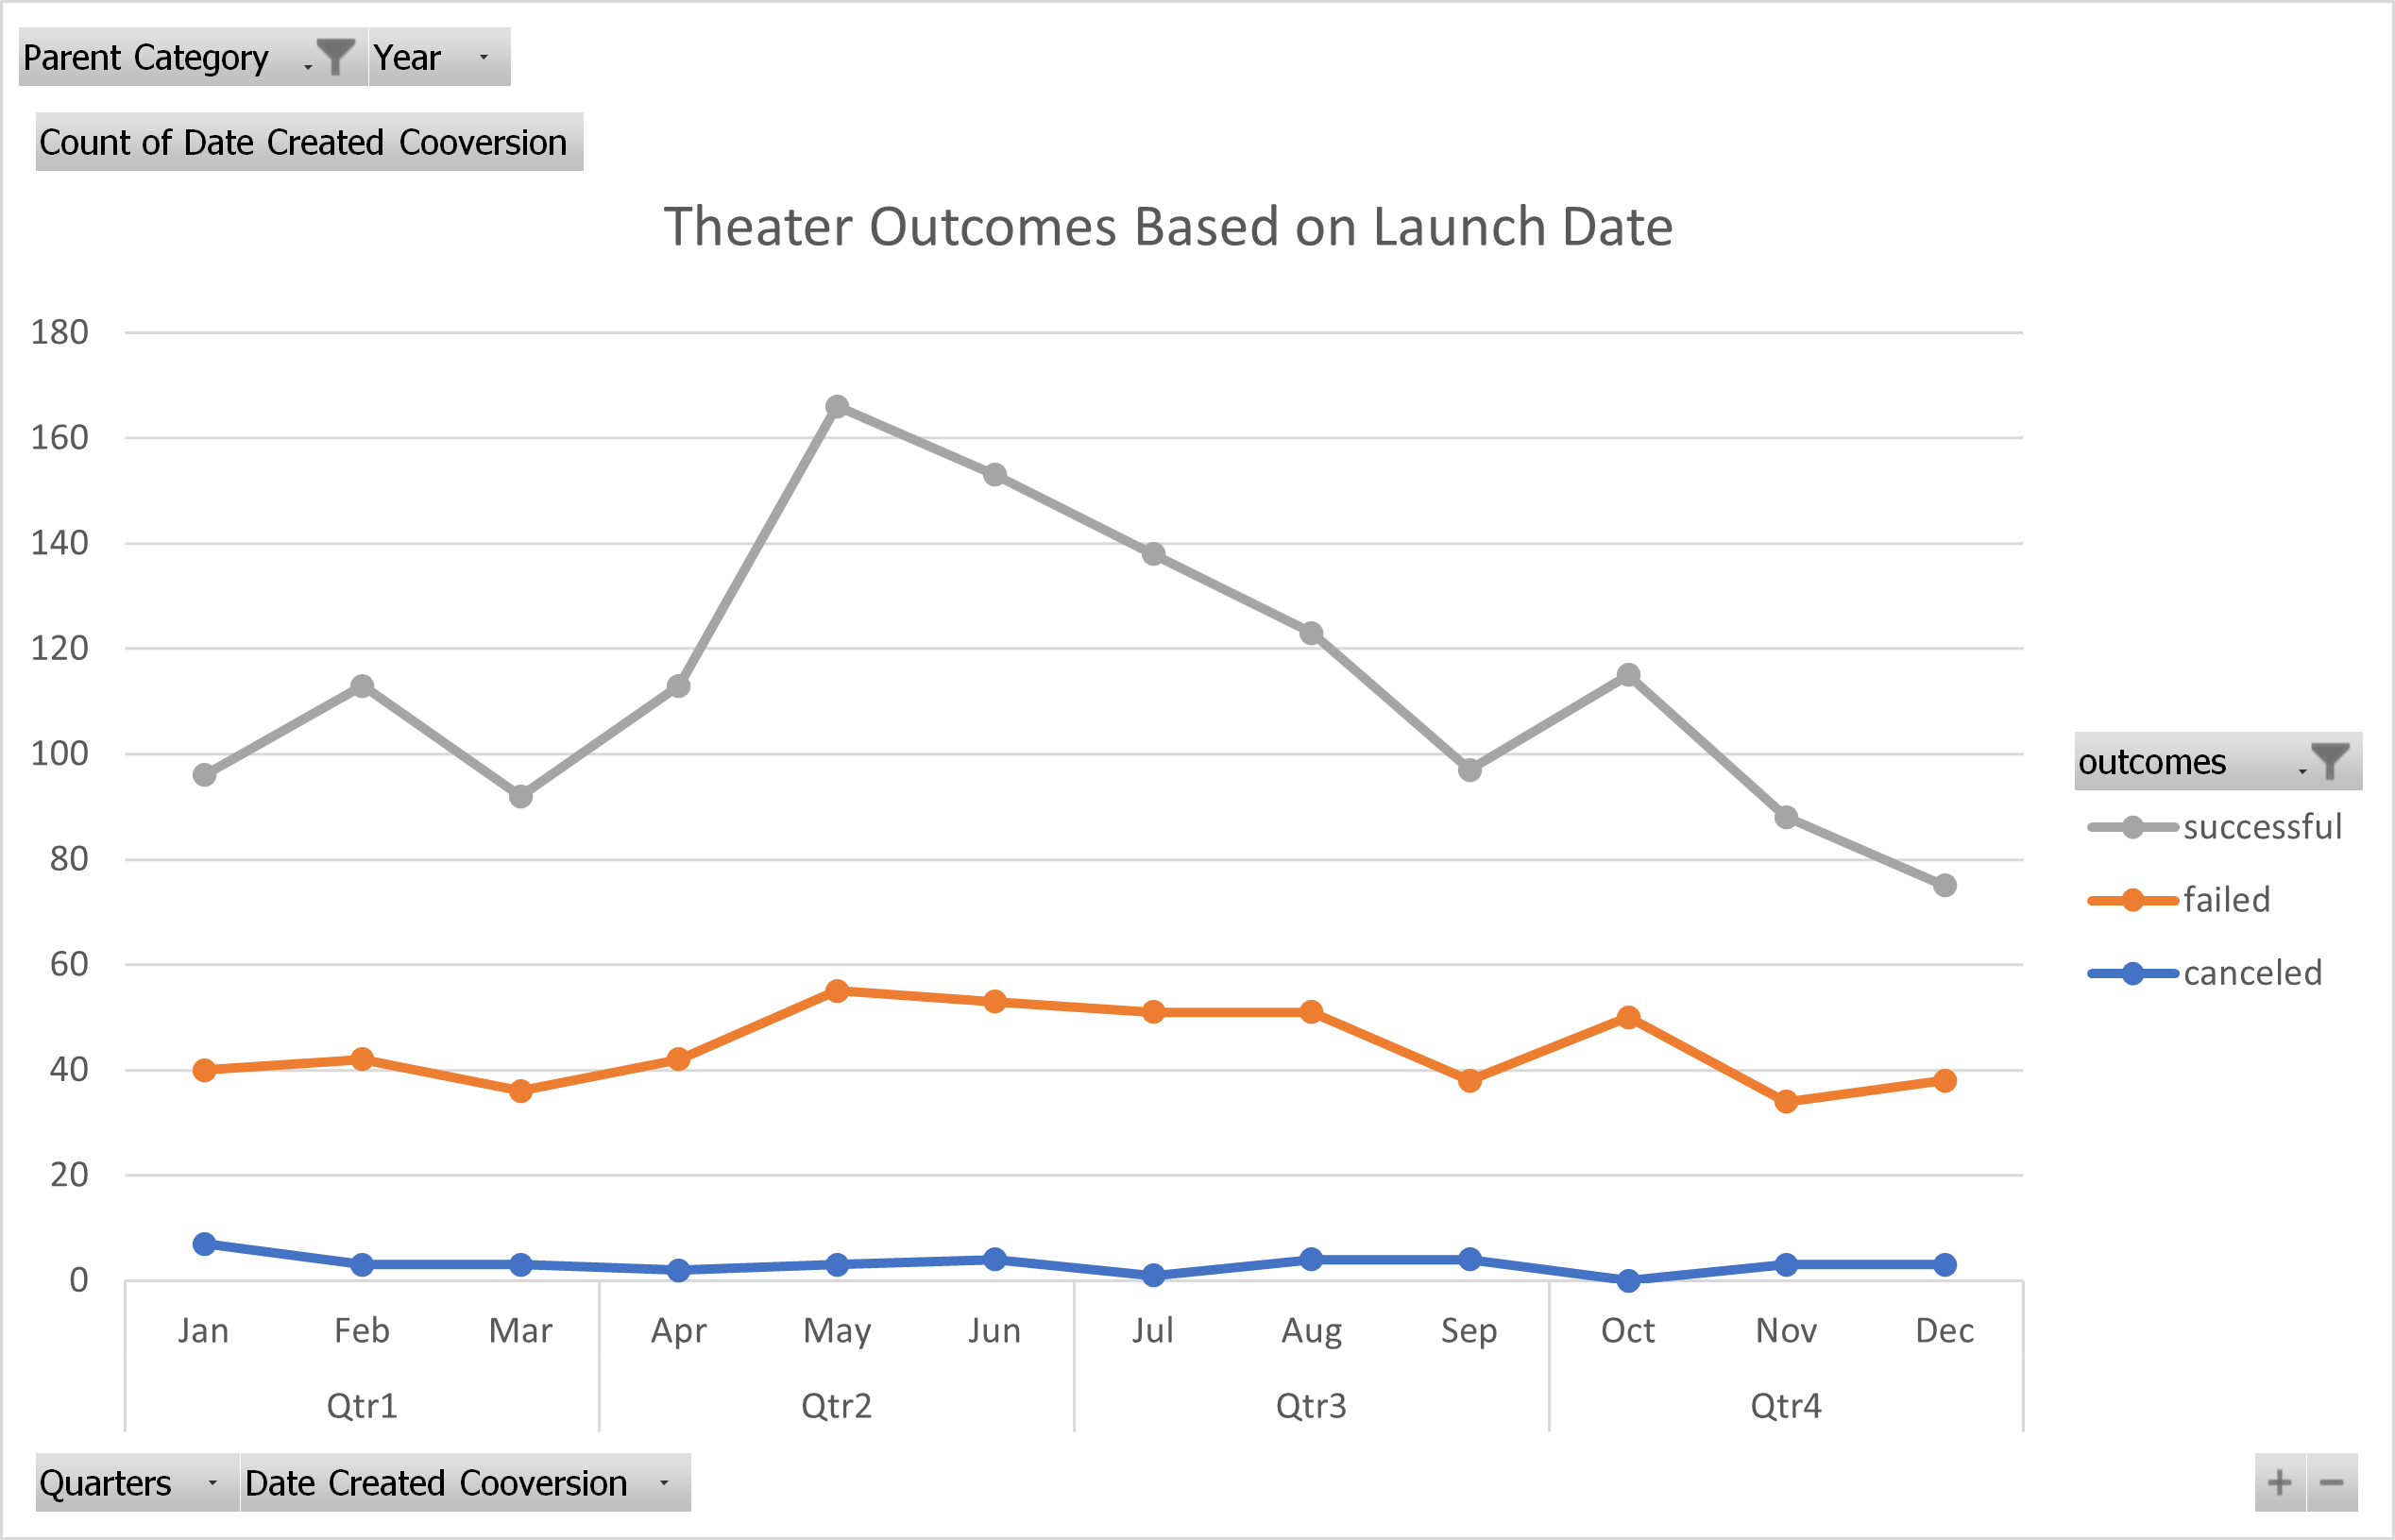 Parent Category Year
Count of Date Created Cooversion
Theater Outcomes Based on Launch Date
180
160
140
120
100
80
60
40
20
0
outcomes
successful
failed
canceled
Jan Feb Mar Apr May Jun Jul Aug Sep Oct Nov Dec
Qtr1 Qtr2 Qtr3 Qtr4
Quarters Date Created Cooversion
+ −